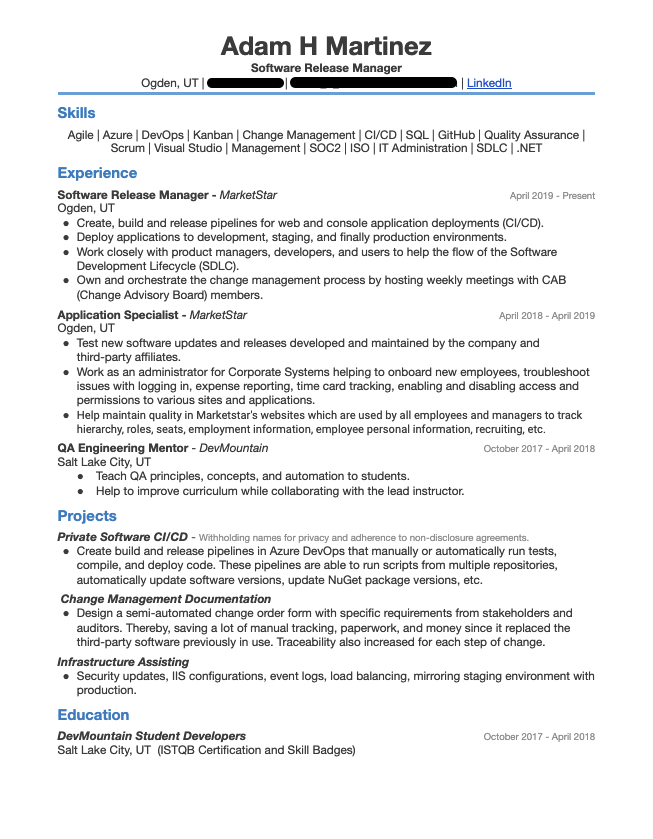 Adam H Martinez
Software Release Manager
Ogden, UT | | | LinkedIn
Skills
Agile | Azure | DevOps | Kanban | Change Management | CI/CD | SQL | GitHub | Quality Assurance |
Scrum | Visual Studio | Management | SOC2 | ISO | IT Administration | SDLC | .NET
Experience
Software Release Manager - MarketStar April 2019 - Present
Ogden, UT
● Create, build and release pipelines for web and console application deployments (CI/CD).
● Deploy applications to development, staging, and finally production environments.
● Work closely with product managers, developers, and users to help the flow of the Software
Development Lifecycle (SDLC).
● Own and orchestrate the change management process by hosting weekly meetings with CAB
(Change Advisory Board) members.
Application Specialist - MarketStar April 2018 - April 2019
Ogden, UT
● Test new software updates and releases developed and maintained by the company and
third-party affiliates.
● Work as an administrator for Corporate Systems helping to onboard new employees, troubleshoot
issues with logging in, expense reporting, time card tracking, enabling and disabling access and
permissions to various sites and applications.
● Help maintain quality in Marketstar's websites which are used by all employees and managers to track
hierarchy, roles, seats, employment information, employee personal information, recruiting, etc.
QA Engineering Mentor - DevMountain October 2017 - April 2018
Salt Lake City, UT
● Teach QA principles, concepts, and automation to students.
● Help to improve curriculum while collaborating with the lead instructor.
Projects
Private Software CI/CD - Withholding names for privacy and adherence to non-disclosure agreements.
● Create build and release pipelines in Azure DevOps that manually or automatically run tests,
compile, and deploy code. These pipelines are able to run scripts from multiple repositories,
automatically update software versions, update NuGet package versions, etc.
Change Management Documentation
● Design a semi-automated change order form with specific requirements from stakeholders and
auditors. Thereby, saving a lot of manual tracking, paperwork, and money since it replaced the
third-party software previously in use. Traceability also increased for each step of change.
Infrastructure Assisting
● Security updates, IIS configurations, event logs, load balancing, mirroring staging environment with
production.
Education
DevMountain Student Developers October 2017 - April 2018
Salt Lake City, UT (ISTQB Certification and Skill Badges)